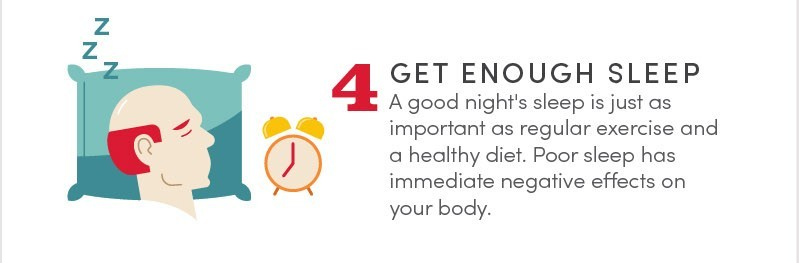 Z
Z
Z
4
GET ENOUGH SLEEP
A good night's sleep is just as
important as regular exercise and
a healthy diet. Poor sleep has
immediate negative effects on
your body.